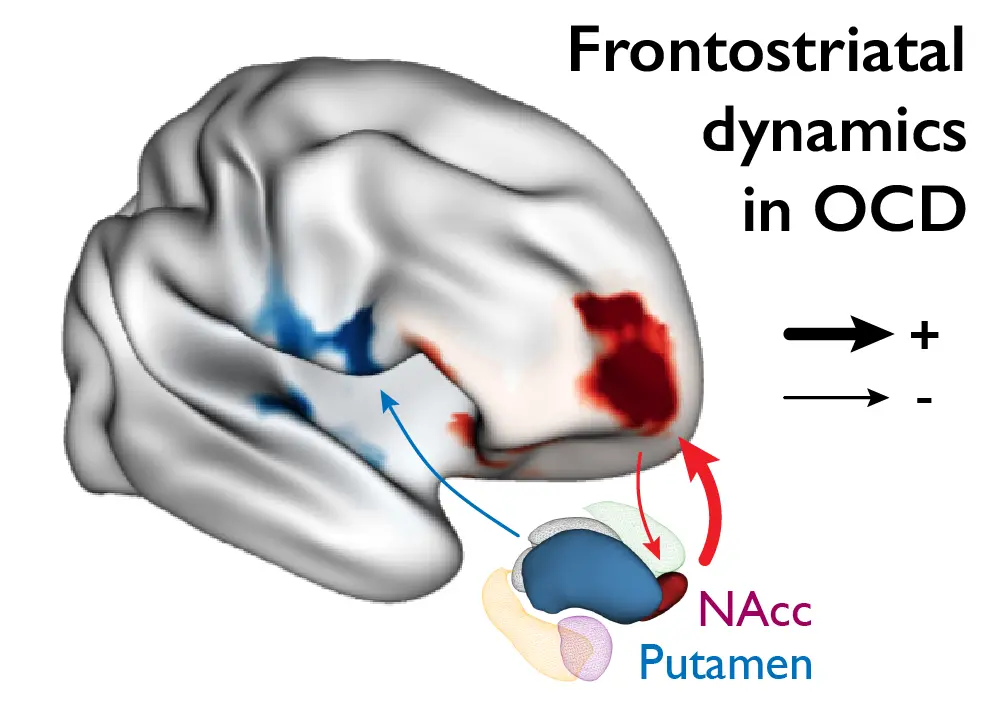 Frontostriatal
dynamics
in OCD
+
-
NAcc
Putamen